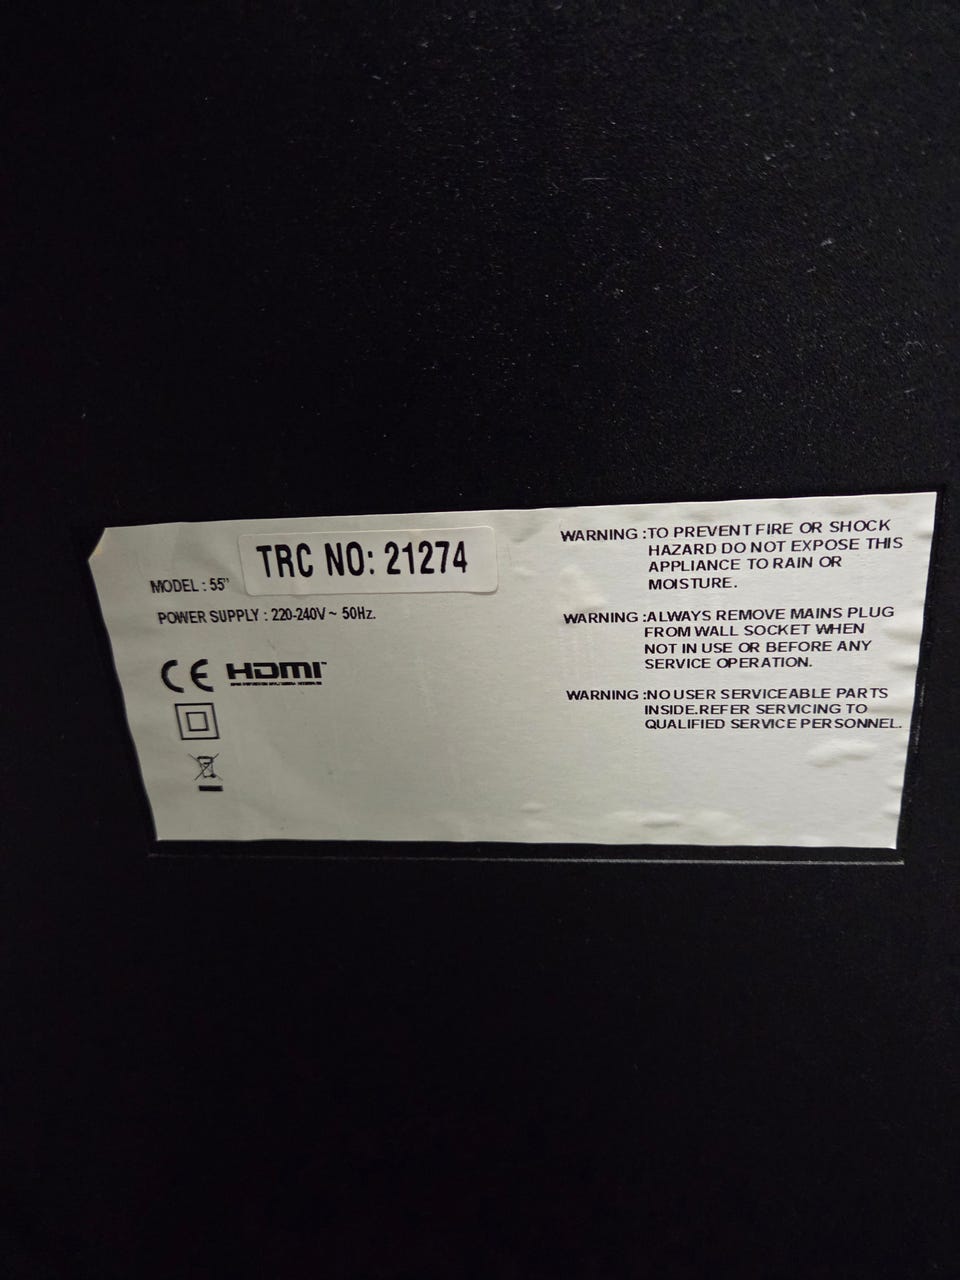 TRC NO: 21274
MODEL : 55"
POWER SUPPLY : 220-240V ~ 50Hz.
CE HDMI
WARNING :TO PREVENT FIRE OR SHOCK
HAZARD DO NOT EXPOSE THIS
APPLIANCE TO RAIN OR
MOISTURE.
WARNING :ALWAYS REMOVE MAINS PLUG
FROM WALL SOCKET WHEN
NOT IN USE OR BEFORE ANY
SERVICE OPERATION.
WARNING :NO USER SERVICEABLE PARTS
INSIDE.REFER SERVICING TO
QUALIFIED SERVICE PERSONNEL.